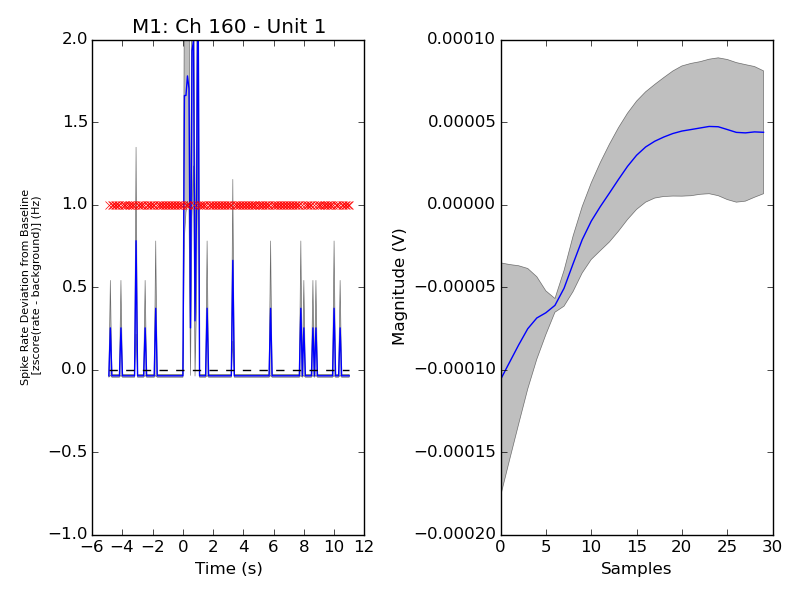 M1: Ch 160 - Unit 1
Spike Rate Deviation from Baseline
[zscore(rate - background)] (Hz)
2.0
1.5
1.0
0.5
0.0
−0.5
−1.0
−6 −4 −2 0 2 4 6 8 10 12
Time (s)
Magnitude (V)
0.00010
0.00005
0.00000
−0.00005
−0.00010
−0.00015
−0.00020
0 5 10 15 20 25 30
Samples